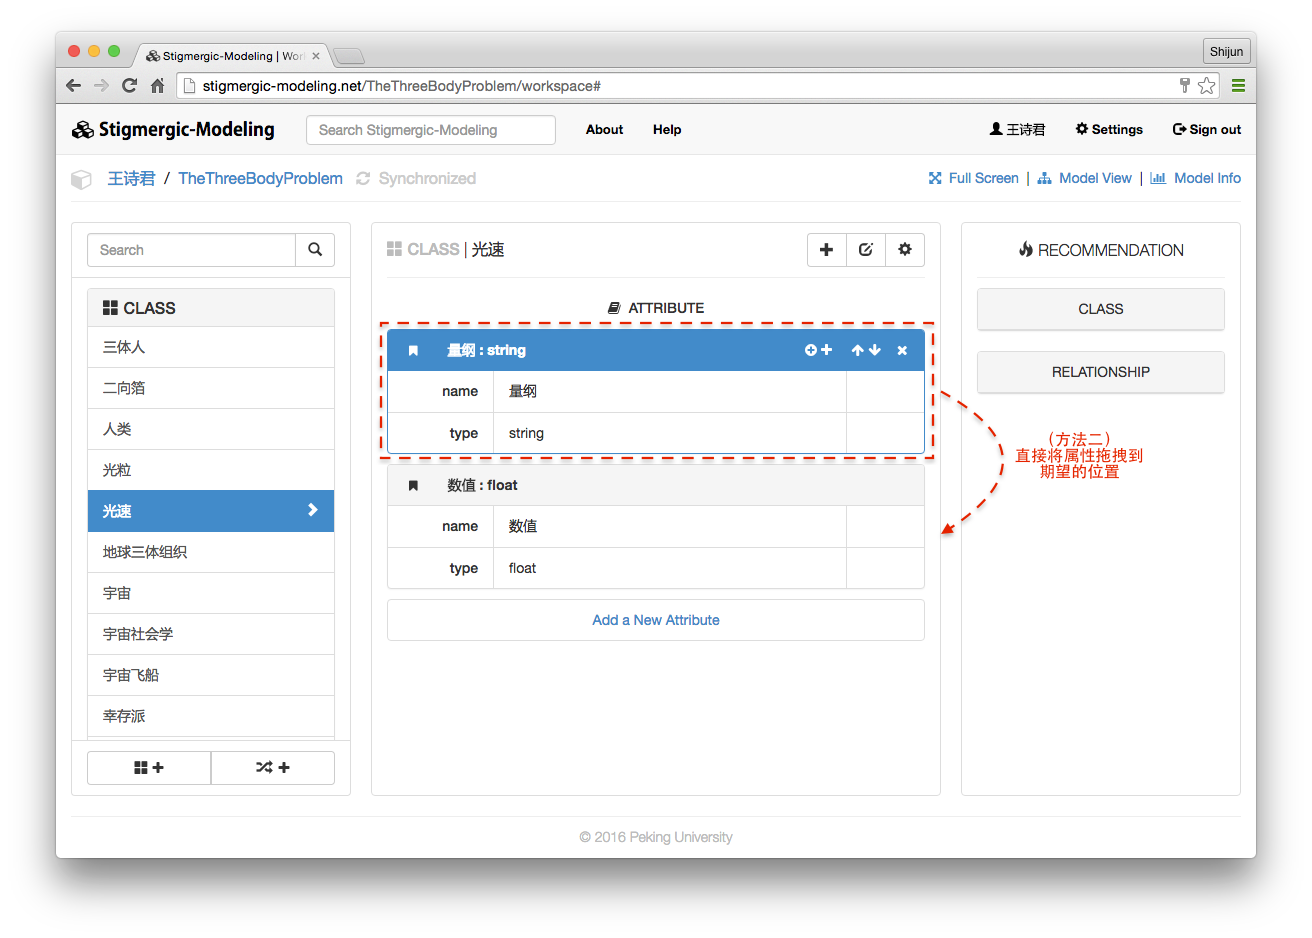 Stigmergic-Modeling | Wor
Shijun
stigmergic-modeling.net/TheThreeBodyProblem/workspace#
Stigmergic-Modeling
Search Stigmergic-Modeling
About
Help
王诗君
Settings
Sign out
王诗君 / TheThreeBodyProblem
Synchronized
Full Screen | Model View | Model Info
Search
CLASS
三体人
二向箔
人类
光粒
光速
地球三体组织
宇宙
宇宙社会学
宇宙飞船
幸存派
CLASS | 光速
ATTRIBUTE
量纲 : string
name 量纲
type string
数值 : float
name 数值
type float
Add a New Attribute
RECOMMENDATION
CLASS
RELATIONSHIP
（方法二）
直接将属性拖拽到
期望的位置
© 2016 Peking University